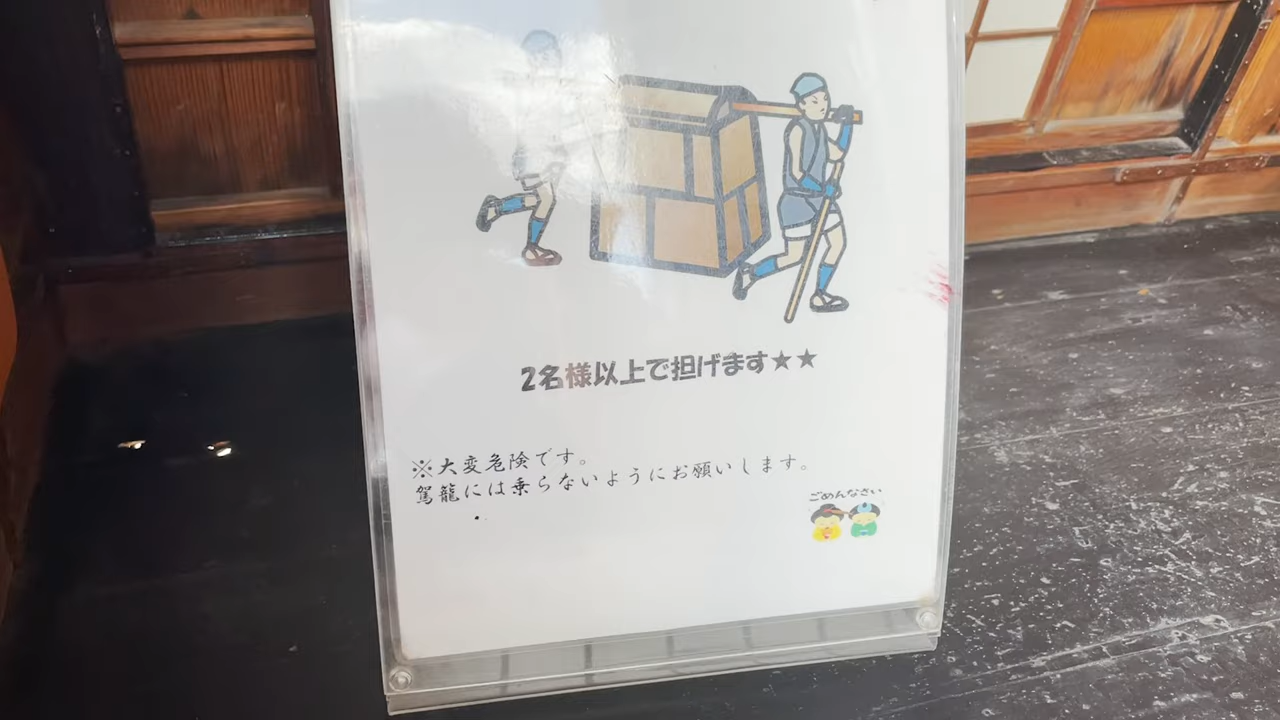 2名様以上で担げます★★
※大変危険です。
駕籠には乗らないようにお願いします。
ごめんなさい